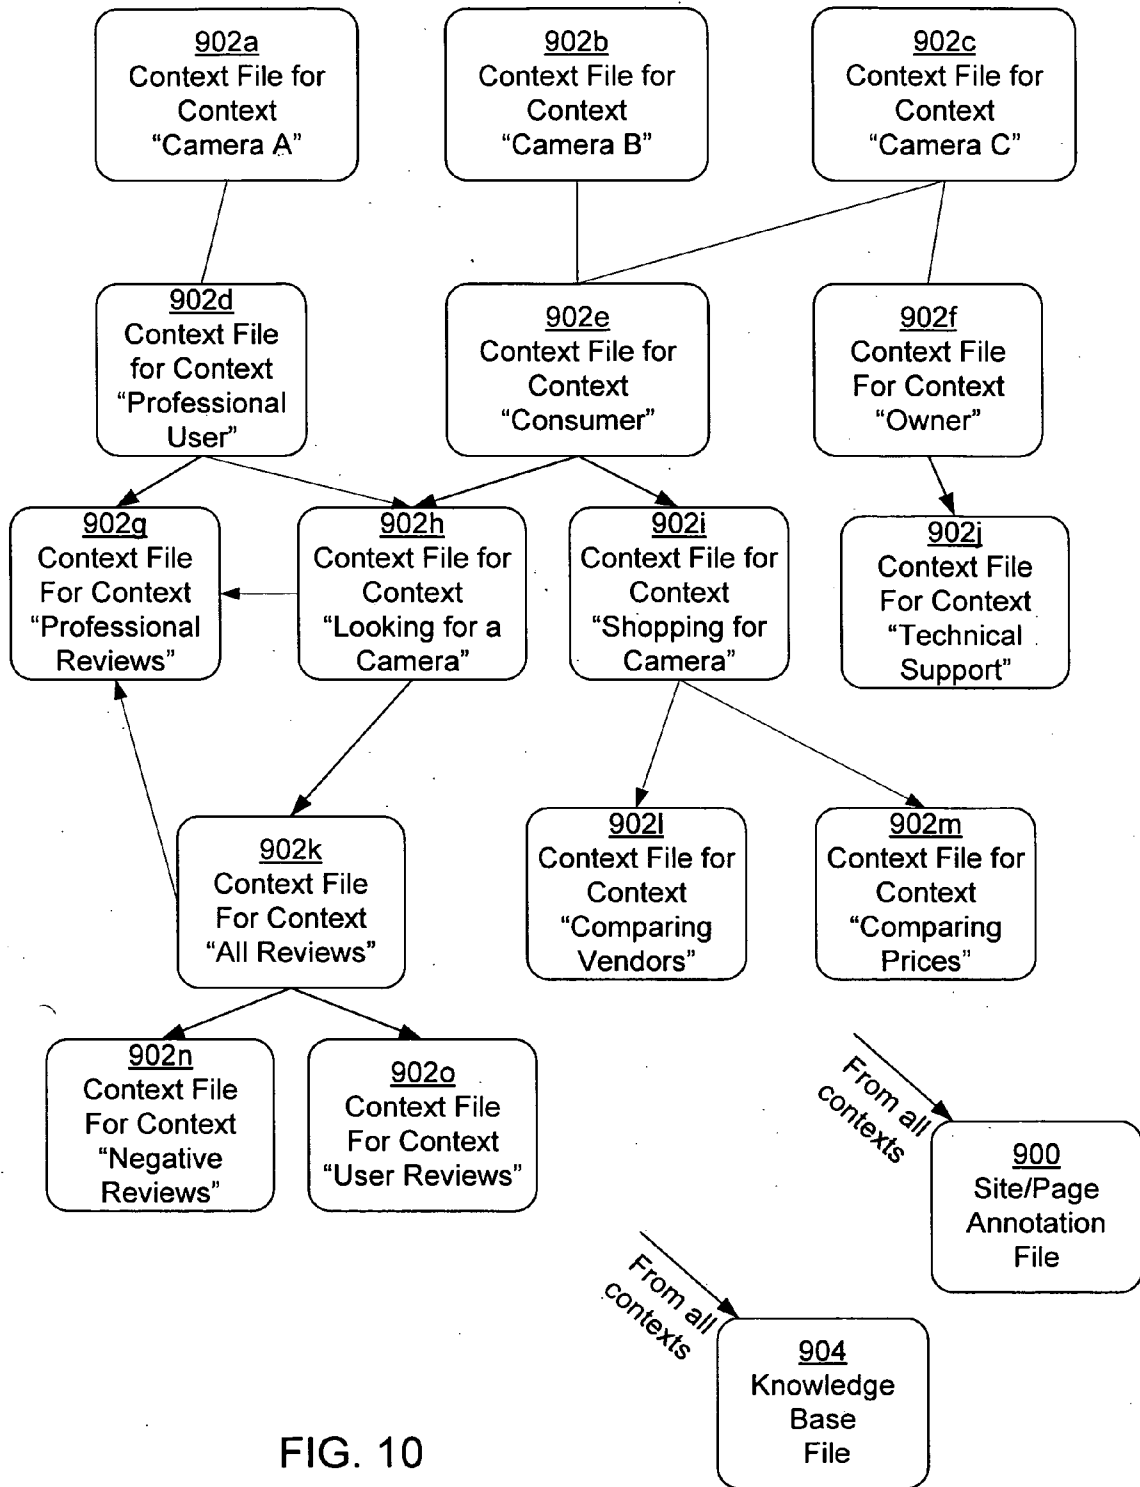 902a
Context File for
Context
“Camera A”
902b
Context File for
Context
“Camera B”
902c
Context File for
Context
“Camera C”
902d
Context File
for Context
“Professional
User”
902e
Context File for
Context
“Consumer”
902f
Context File
For Context
“Owner”
902g
Context File
For Context
“Professional
Reviews”
902h
Context File for
Context
“Looking for a
Camera”
902i
Context File for
Context
“Shopping for
Camera”
902j
Context File
For Context
“Technical
Support”
902k
Context File
For Context
“All Reviews”
902l
Context File for
Context
“Comparing
Vendors”
902m
Context File for
Context
“Comparing
Prices”
902n
Context File
For Context
“Negative
Reviews”
902o
Context File
For Context
“User Reviews”
From all
contexts
900
Site/Page
Annotation
File
From all
contexts
904
Knowledge
Base
File
FIG. 10